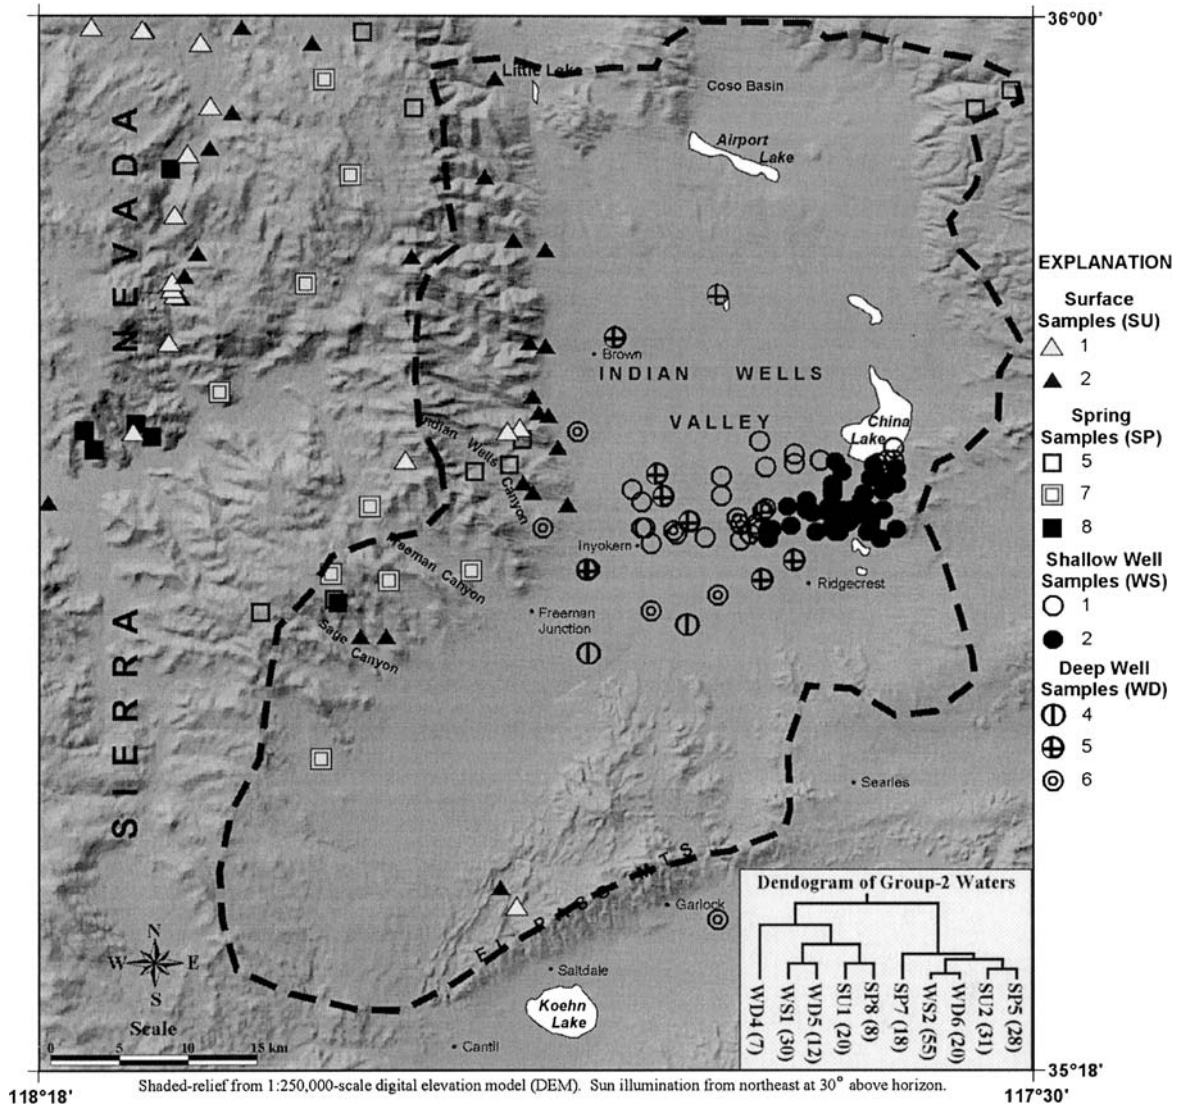 36°00'
Little Lake
Coso Basin
Airport
Lake
NEVADA
EXPLANATION
Surface
Samples (SU)
1
2
Spring
Samples (SP)
5
7
8
Shallow Well
Samples (WS)
1
2
Deep Well
Samples (WD)
4
5
6
Brown
INDIAN WELLS
VALLEY
China
Lake
Indian Wells
Canyon
Inyokern
Ridgecrest
Freeman Canyon
Freeman
Junction
Sage Canyon
SIERRA
Searles
EL PASO MTS
Garlock
Saltdale
Koehn
Lake
Cantil
N
W E
S
Scale
0 5 10 15 km
Dendogram of Group-2 Waters
WD4 (7)
WS1 (30)
WD5 (12)
SU1 (20)
SP8 (8)
SP7 (18)
WS2 (55)
WD6 (20)
SU2 (31)
SP5 (28)
Shaded-relief from 1:250,000-scale digital elevation model (DEM). Sun illumination from northeast at 30° above horizon.
35°18'
118°18'
117°30'